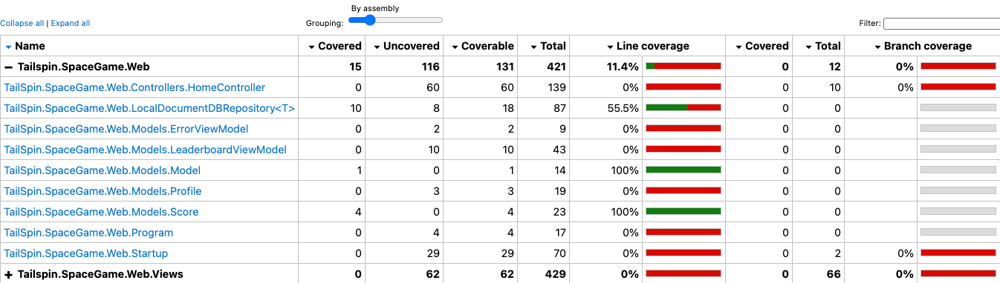 By assembly
Collapse all | Expand all Grouping: Filter:
Name Covered Uncovered Coverable Total Line coverage Covered Total Branch coverage
Tailspin.SpaceGame.Web 15 116 131 421 11.4% 0 12 0%
TailSpin.SpaceGame.Web.Controllers.HomeController 0 60 60 139 0% 0 10 0%
TailSpin.SpaceGame.Web.LocalDocumentDBRepository<T> 10 8 18 87 55.5% 0 0
TailSpin.SpaceGame.Web.Models.ErrorViewModel 0 2 2 9 0% 0 0
TailSpin.SpaceGame.Web.Models.LeaderboardViewModel 0 10 10 43 0% 0 0
TailSpin.SpaceGame.Web.Models.Model 1 0 1 14 100% 0 0
TailSpin.SpaceGame.Web.Models.Profile 0 3 3 19 0% 0 0
TailSpin.SpaceGame.Web.Models.Score 4 0 4 23 100% 0 0
TailSpin.SpaceGame.Web.Program 0 4 4 17 0% 0 0
TailSpin.SpaceGame.Web.Startup 0 29 29 70 0% 0 2 0%
Tailspin.SpaceGame.Web.Views 0 62 62 429 0% 0 66 0%